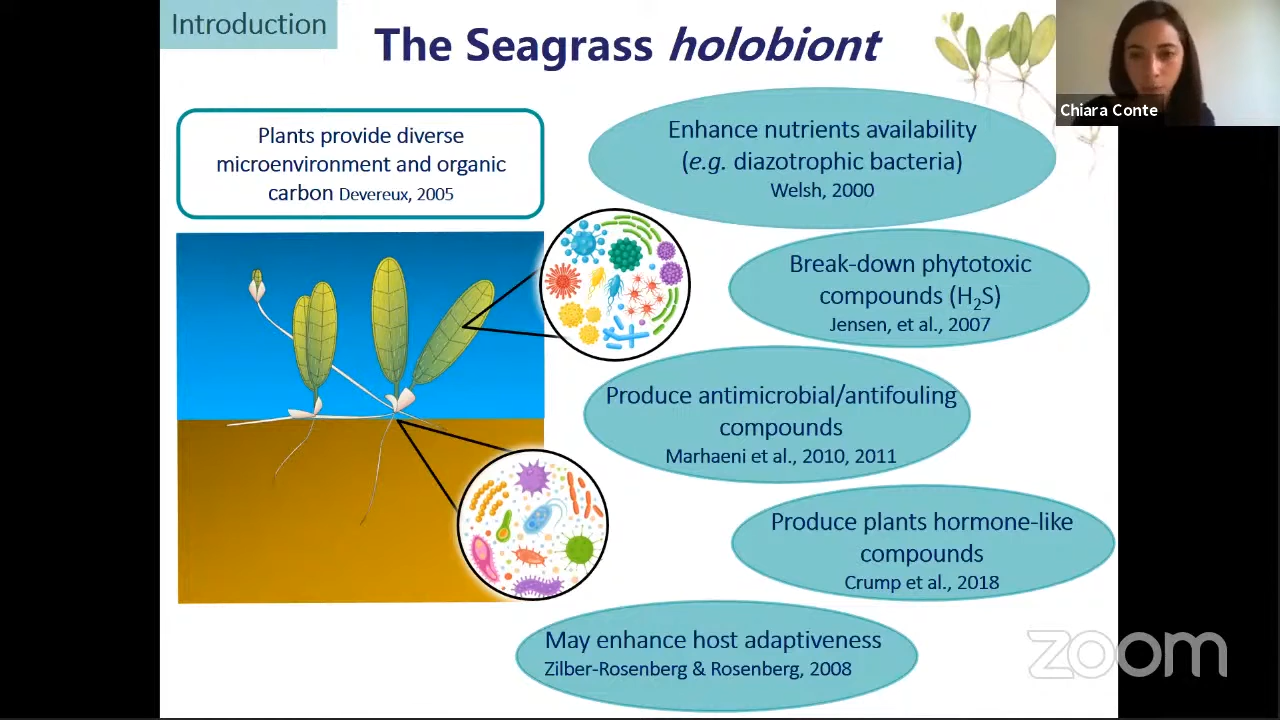 Introduction
The Seagrass holobiont
Chiara Conte
Plants provide diverse
microenvironment and organic
carbon Devereux, 2005
Enhance nutrients availability
(e.g. diazotrophic bacteria)
Welsh, 2000
Break-down phytotoxic
compounds (H₂S)
Jensen, et al., 2007
Produce antimicrobial/antifouling
compounds
Marhaeni et al., 2010, 2011
Produce plants hormone-like
compounds
Crump et al., 2018
May enhance host adaptiveness
Zilber-Rosenberg & Rosenberg, 2008
zoom